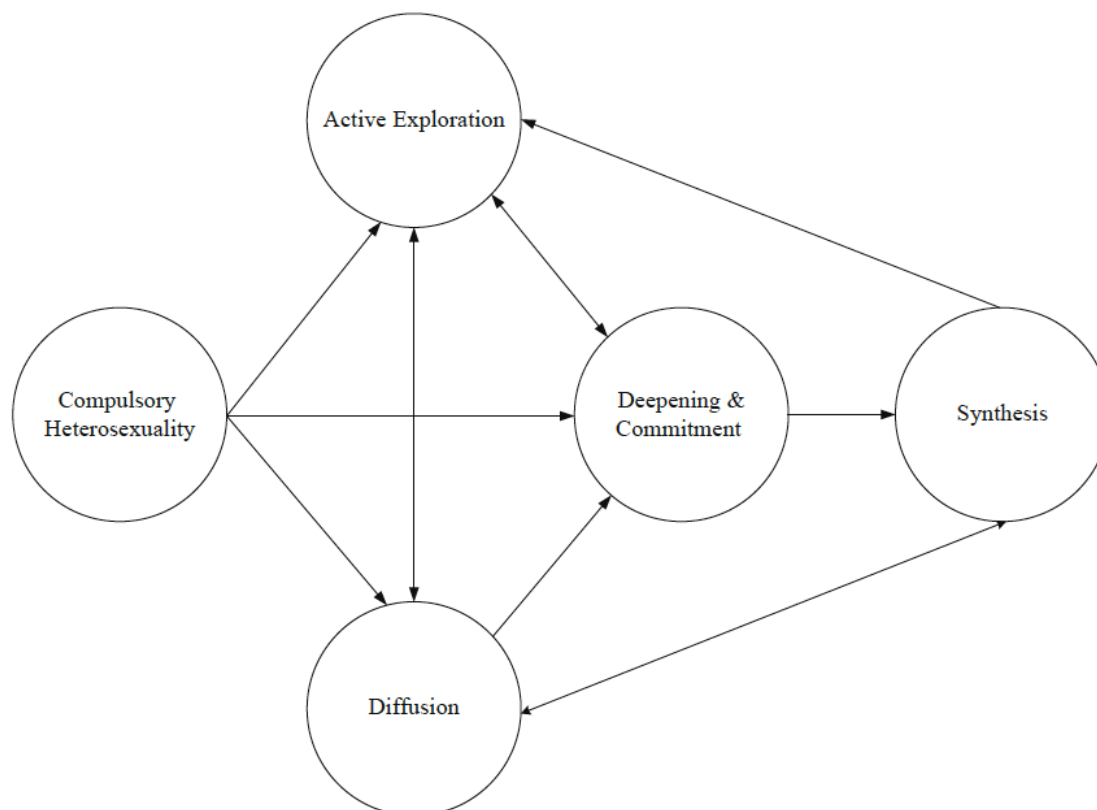 Active Exploration
Compulsory
Heterosexuality
Deepening &
Commitment
Synthesis
Diffusion